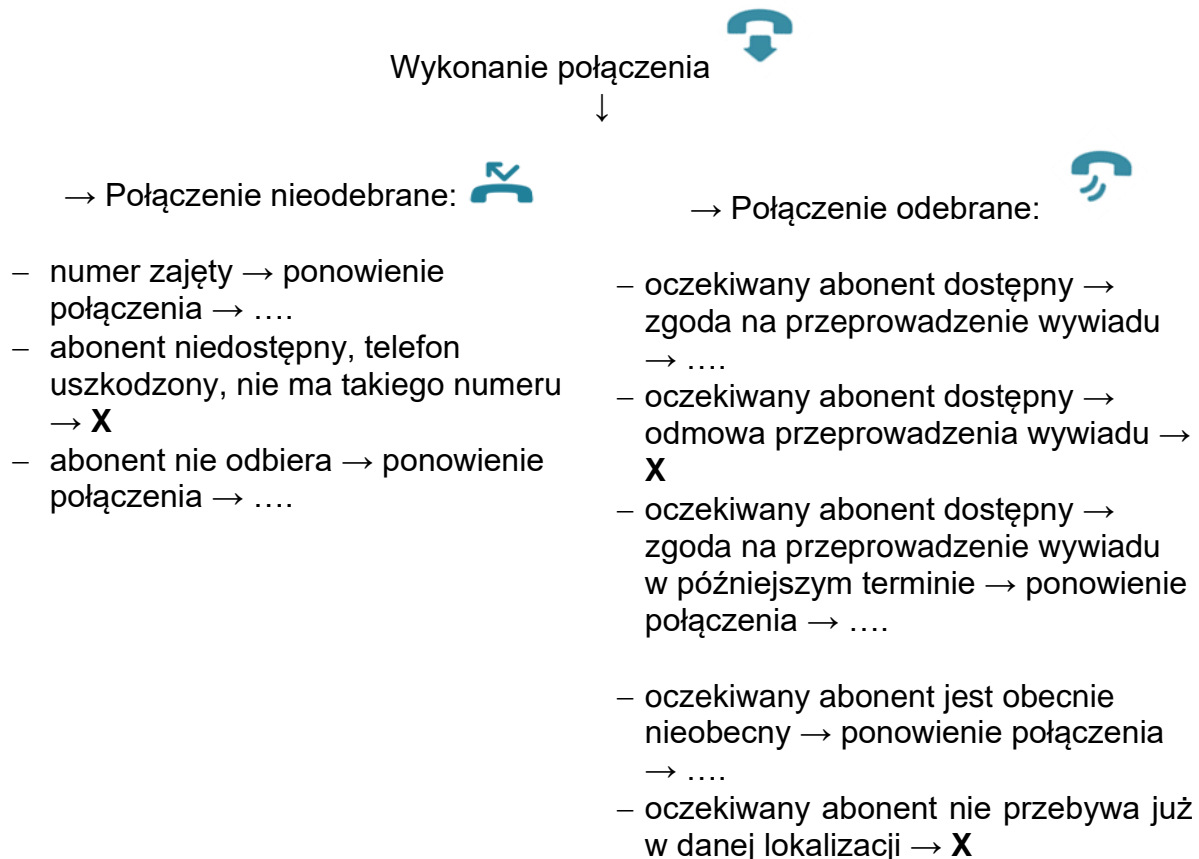 Wykonanie połączenia
↓
→ Połączenie nieodebrane:
– numer zajęty → ponowienie
połączenia → ….
– abonent niedostępny, telefon
uszkodzony, nie ma takiego numeru
→ X
– abonent nie odbiera → ponowienie
połączenia → ….
→ Połączenie odebrane:
– oczekiwany abonent dostępny →
zgoda na przeprowadzenie wywiadu
→ ….
– oczekiwany abonent dostępny →
odmowa przeprowadzenia wywiadu →
X
– oczekiwany abonent dostępny →
zgoda na przeprowadzenie wywiadu
w późniejszym terminie → ponowienie
połączenia → ….
– oczekiwany abonent jest obecnie
nieobecny → ponowienie połączenia
→ ….
– oczekiwany abonent nie przebywa już
w danej lokalizacji → X